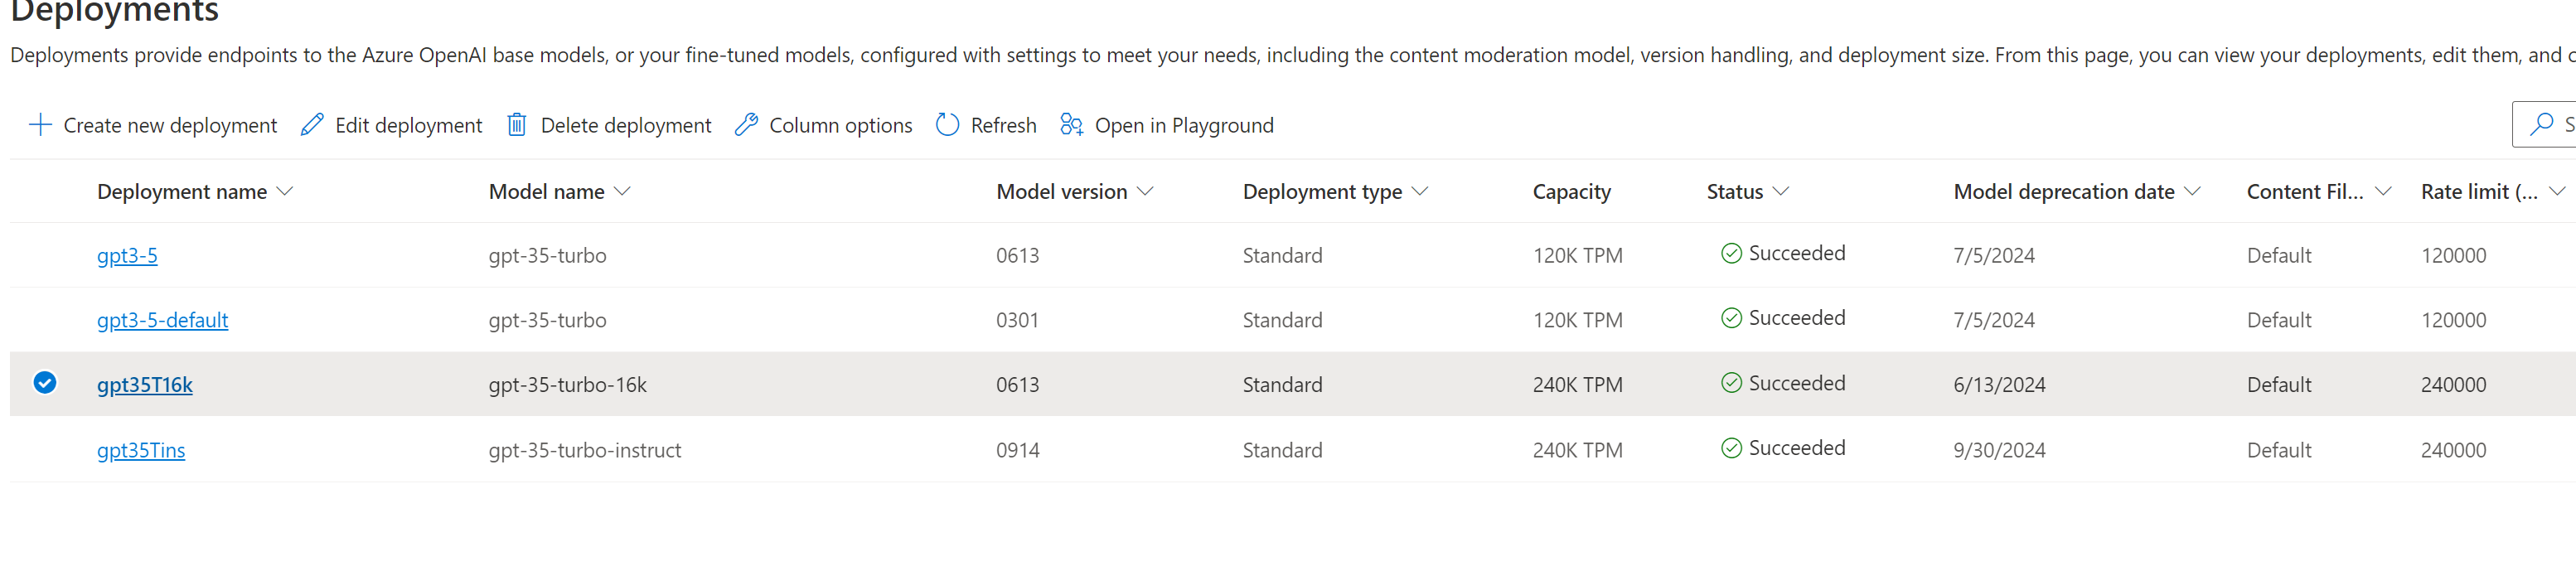 Deployments
Deployments provide endpoints to the Azure OpenAI base models, or your fine-tuned models, configured with settings to meet your needs, including the content moderation model, version handling, and deployment size. From this page, you can view your deployments, edit them, and
Create new deployment Edit deployment Delete deployment Column options Refresh Open in Playground
Deployment name Model name Model version Deployment type Capacity Status Model deprecation date Content Fil... Rate limit (...
gpt3-5 gpt-35-turbo 0613 Standard 120K TPM Succeeded 7/5/2024 Default 120000
gpt3-5-default gpt-35-turbo 0301 Standard 120K TPM Succeeded 7/5/2024 Default 120000
gpt35T16k gpt-35-turbo-16k 0613 Standard 240K TPM Succeeded 6/13/2024 Default 240000
gpt35Tins gpt-35-turbo-instruct 0914 Standard 240K TPM Succeeded 9/30/2024 Default 240000